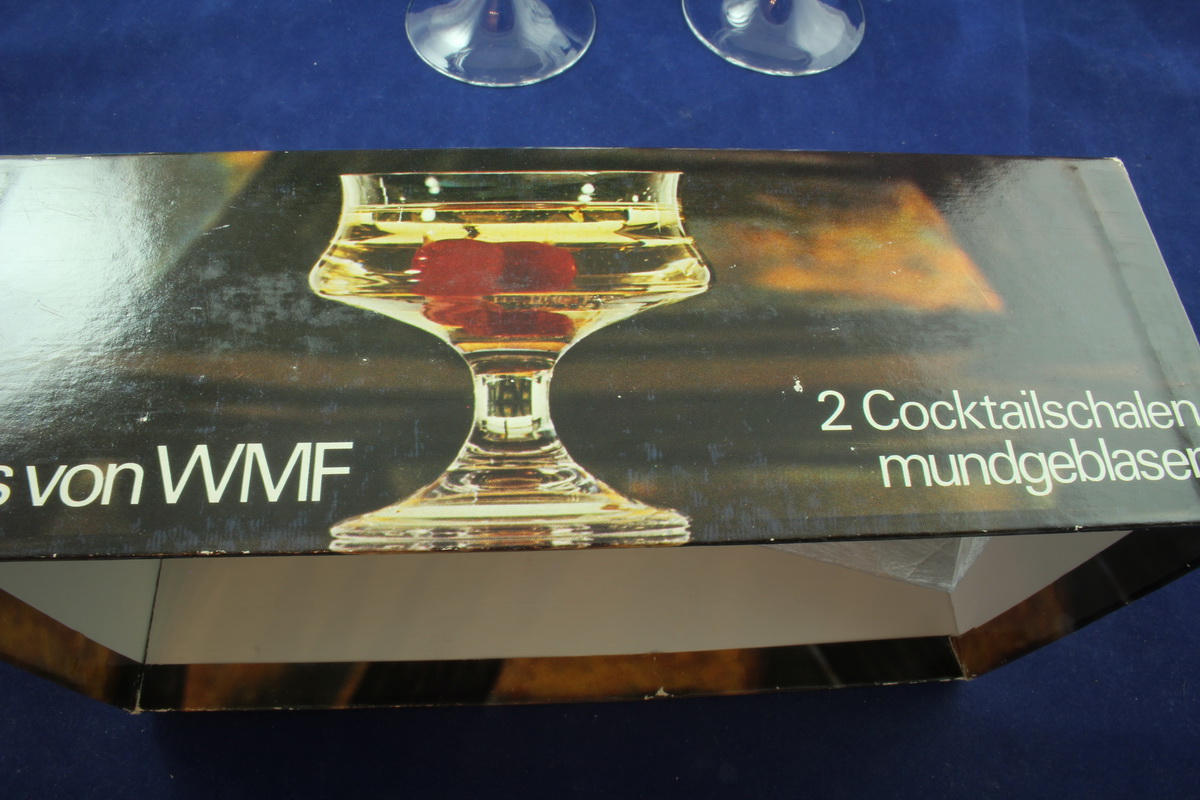 s von WMF
2 Cocktailschalen
mundgeblasen